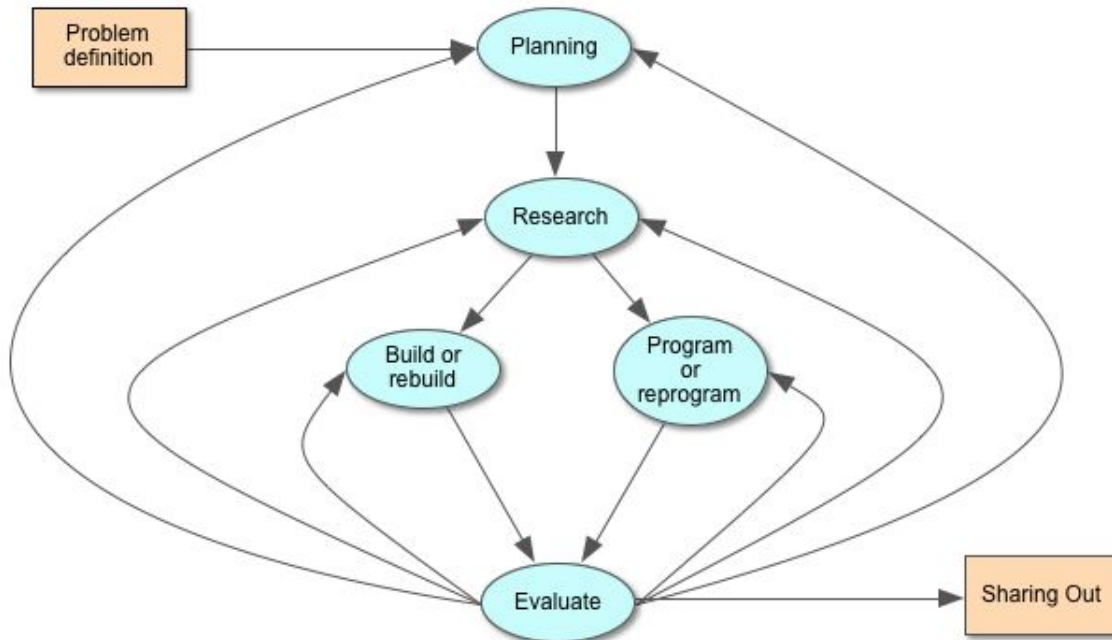 Problem
definition
Planning
Research
Build or
rebuild
Program
or
reprogram
Evaluate
Sharing Out